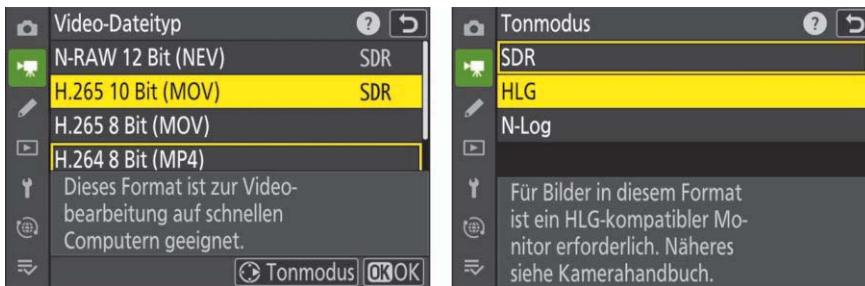 Video-Dateityp ?
N-RAW 12 Bit (NEV) SDR
H.265 10 Bit (MOV) SDR
H.265 8 Bit (MOV)
H.264 8 Bit (MP4)
Dieses Format ist zur Video-
bearbeitung auf schnellen
Computern geeignet.
Tonmodus OK OK
Tonmodus ?
SDR
HLG
N-Log
Für Bilder in diesem Format
ist ein HLG-kompatibler Mo-
nitor erforderlich. Näheres
siehe Kamerahandbuch.